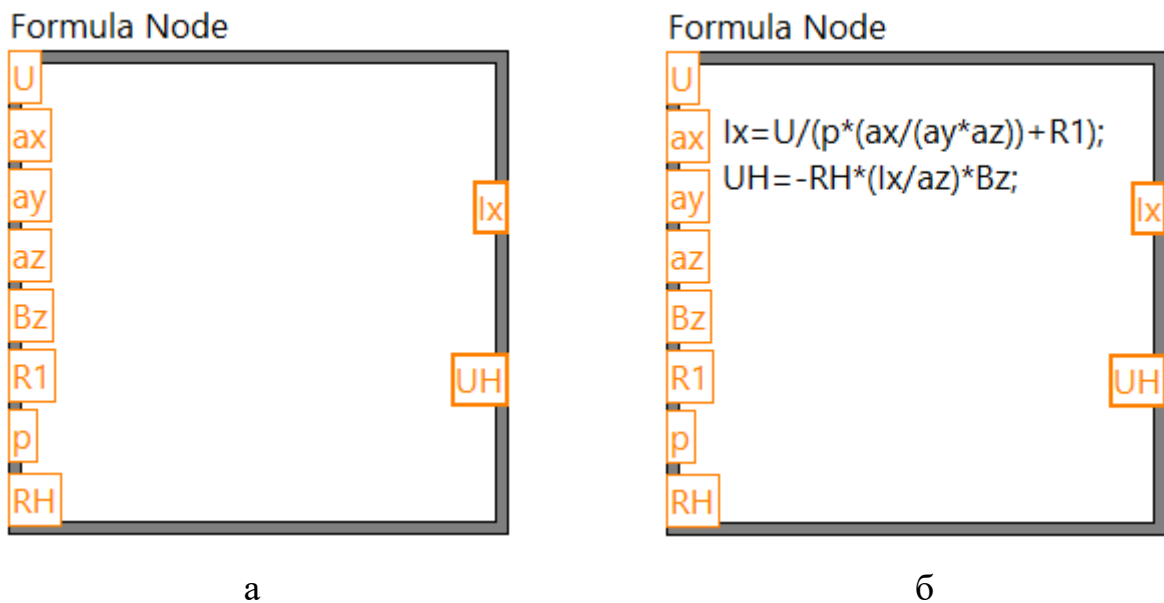 Formula Node
U
ax
ay
az
Bz
R1
p
RH
Ix
UH
а
Formula Node
U
ax
ay
az
Bz
R1
p
RH
Ix=U/(p*(ax/(ay*az))+R1);
UH=-RH*(Ix/az)*Bz;
Ix
UH
б